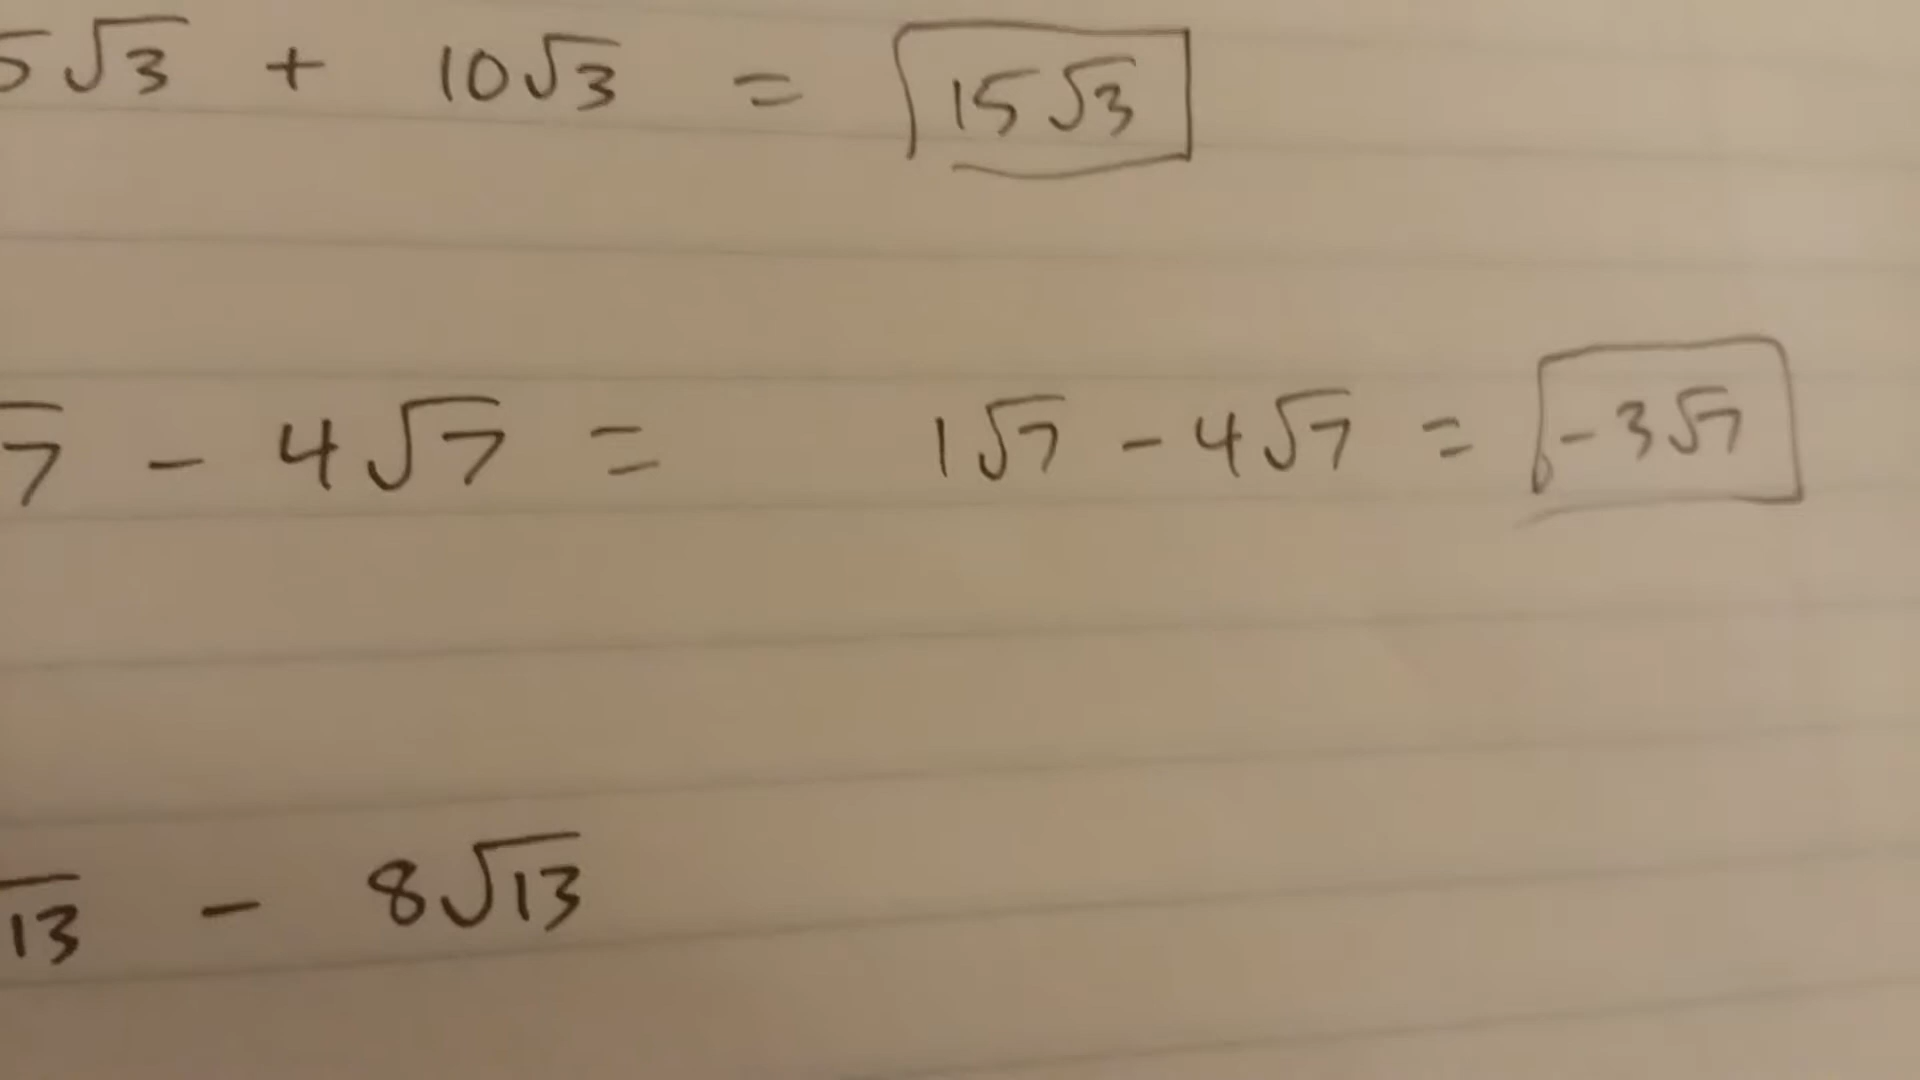 5√3 + 10√3 = 15√3
7 - 4√7 = 1√7 - 4√7 = -3√7
13 - 8√13